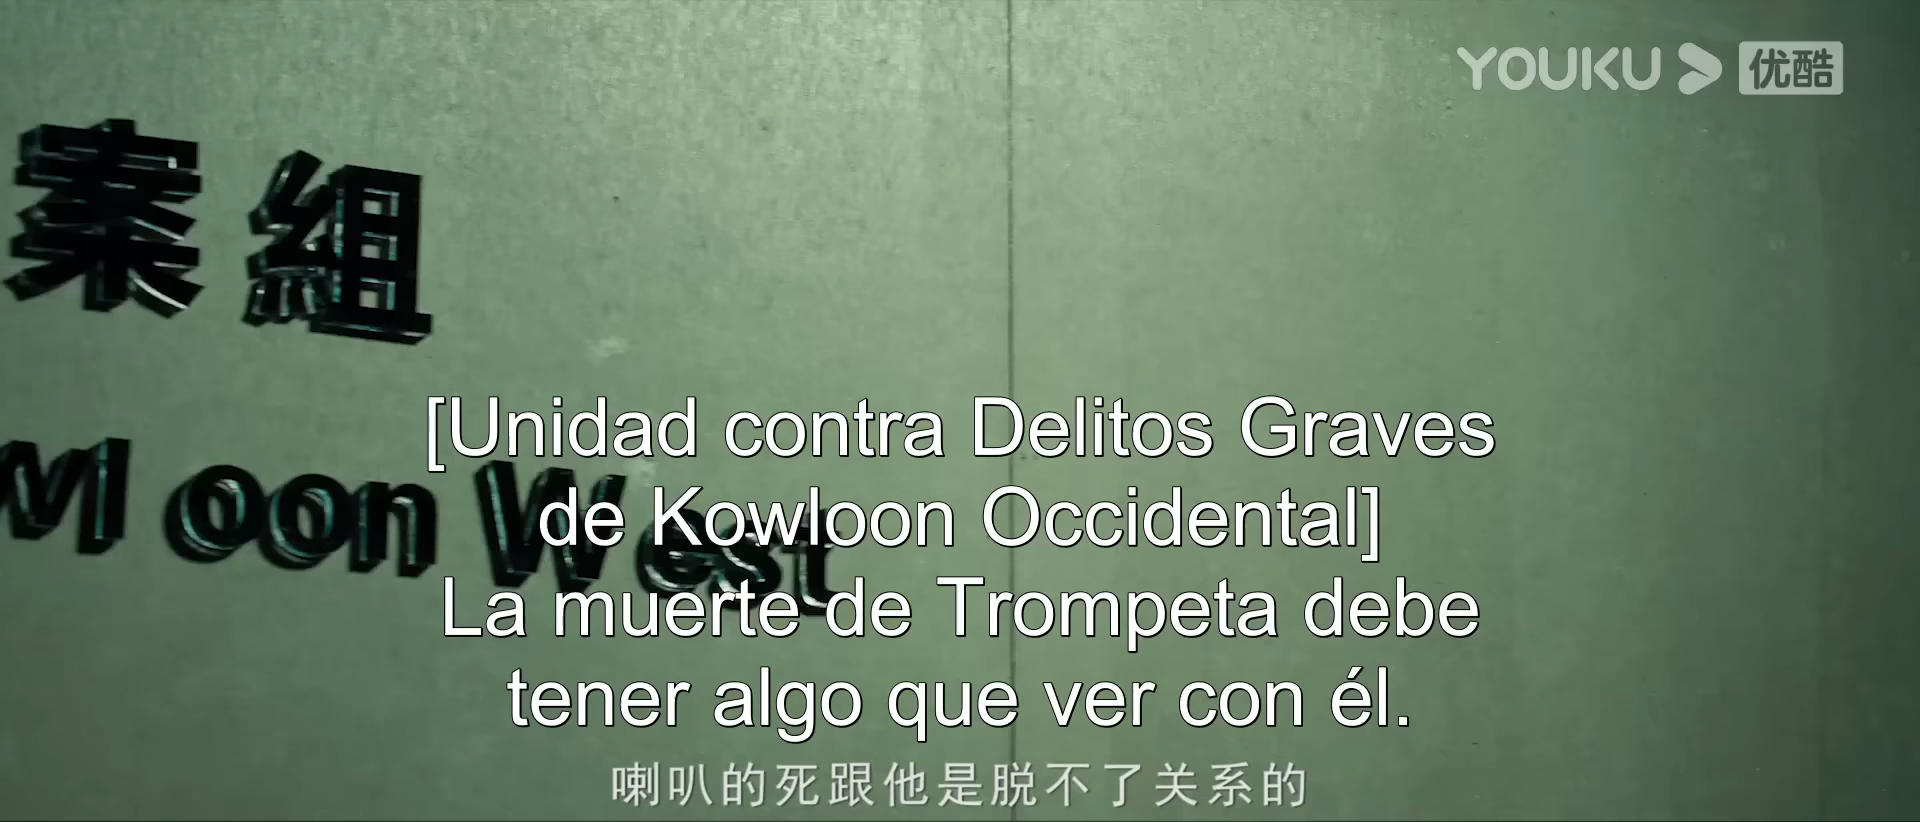 YOUKU 优酷
案組
wloon West
[Unidad contra Delitos Graves
de Kowloon Occidental]
La muerte de Trompeta debe
tener algo que ver con él.
喇叭的死跟他是脱不了关系的